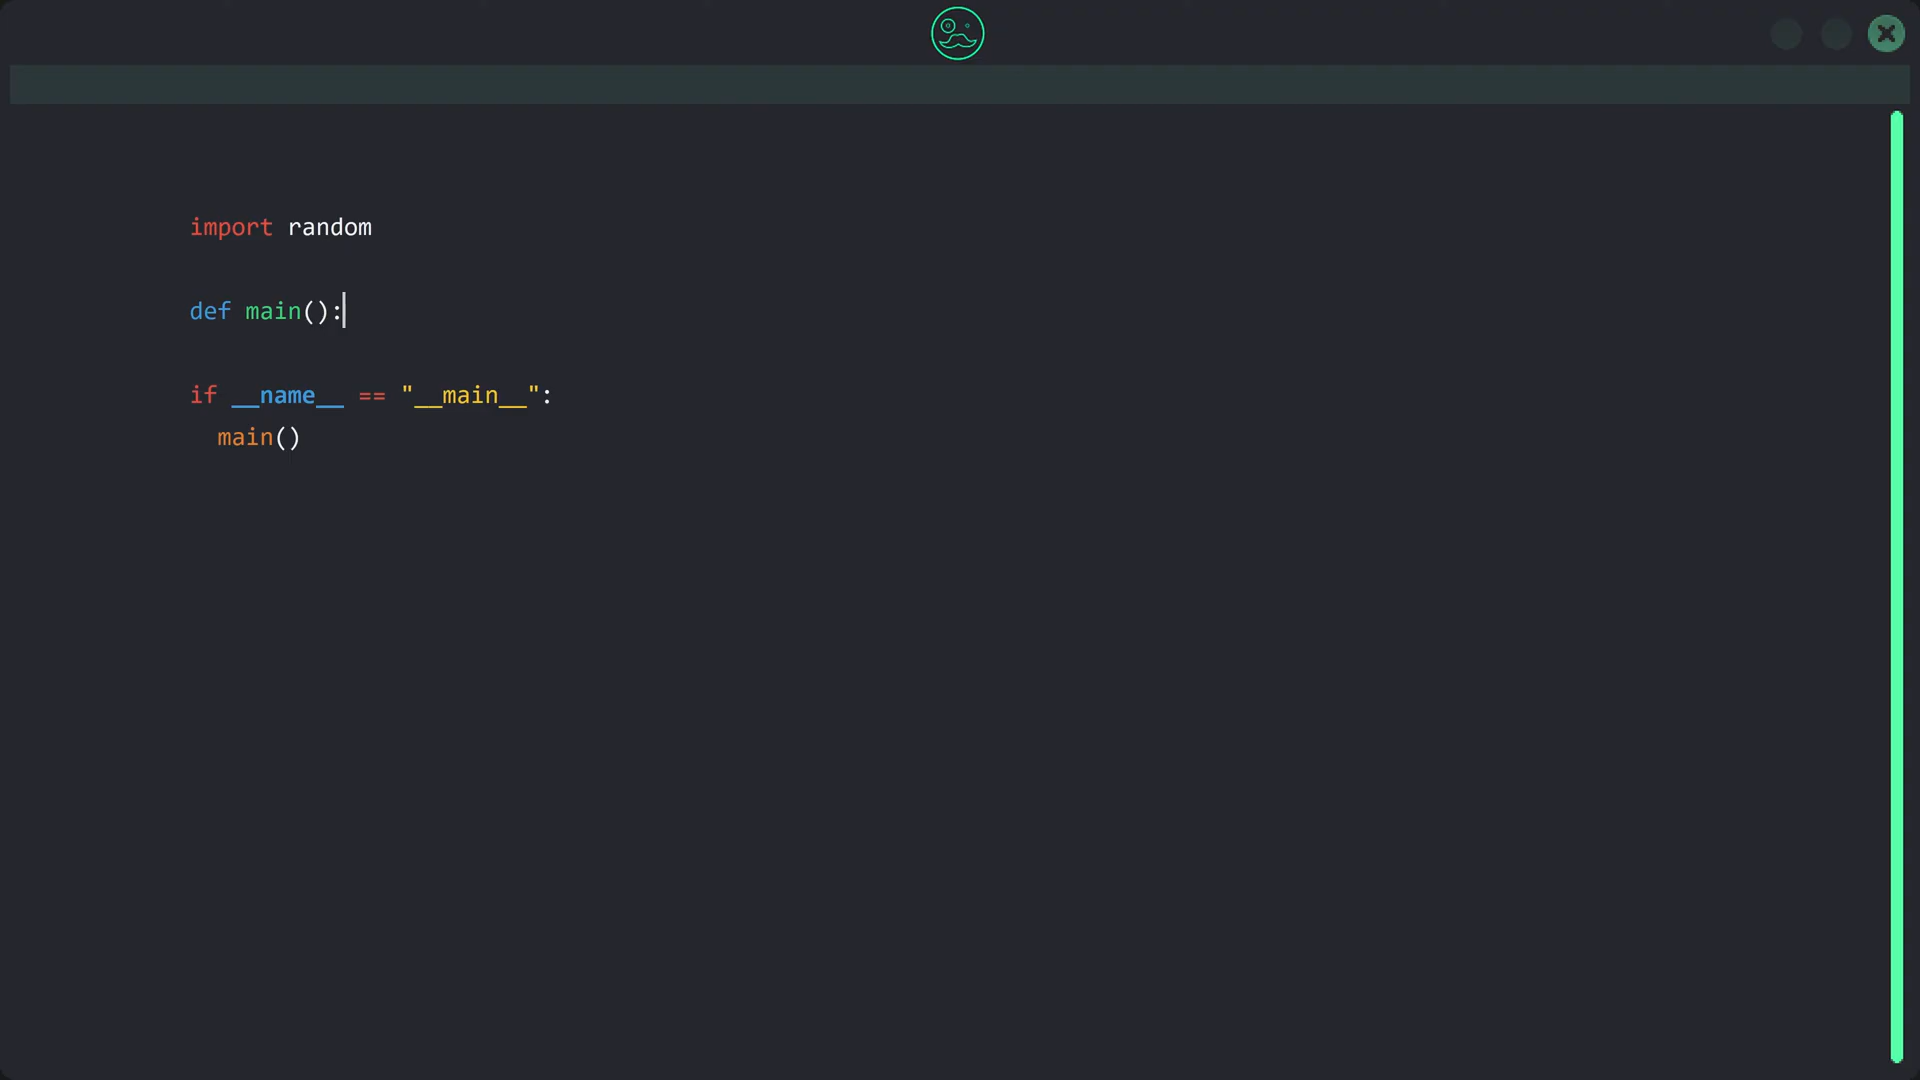 import random
def main():
if __name__ == "__main__":
main()